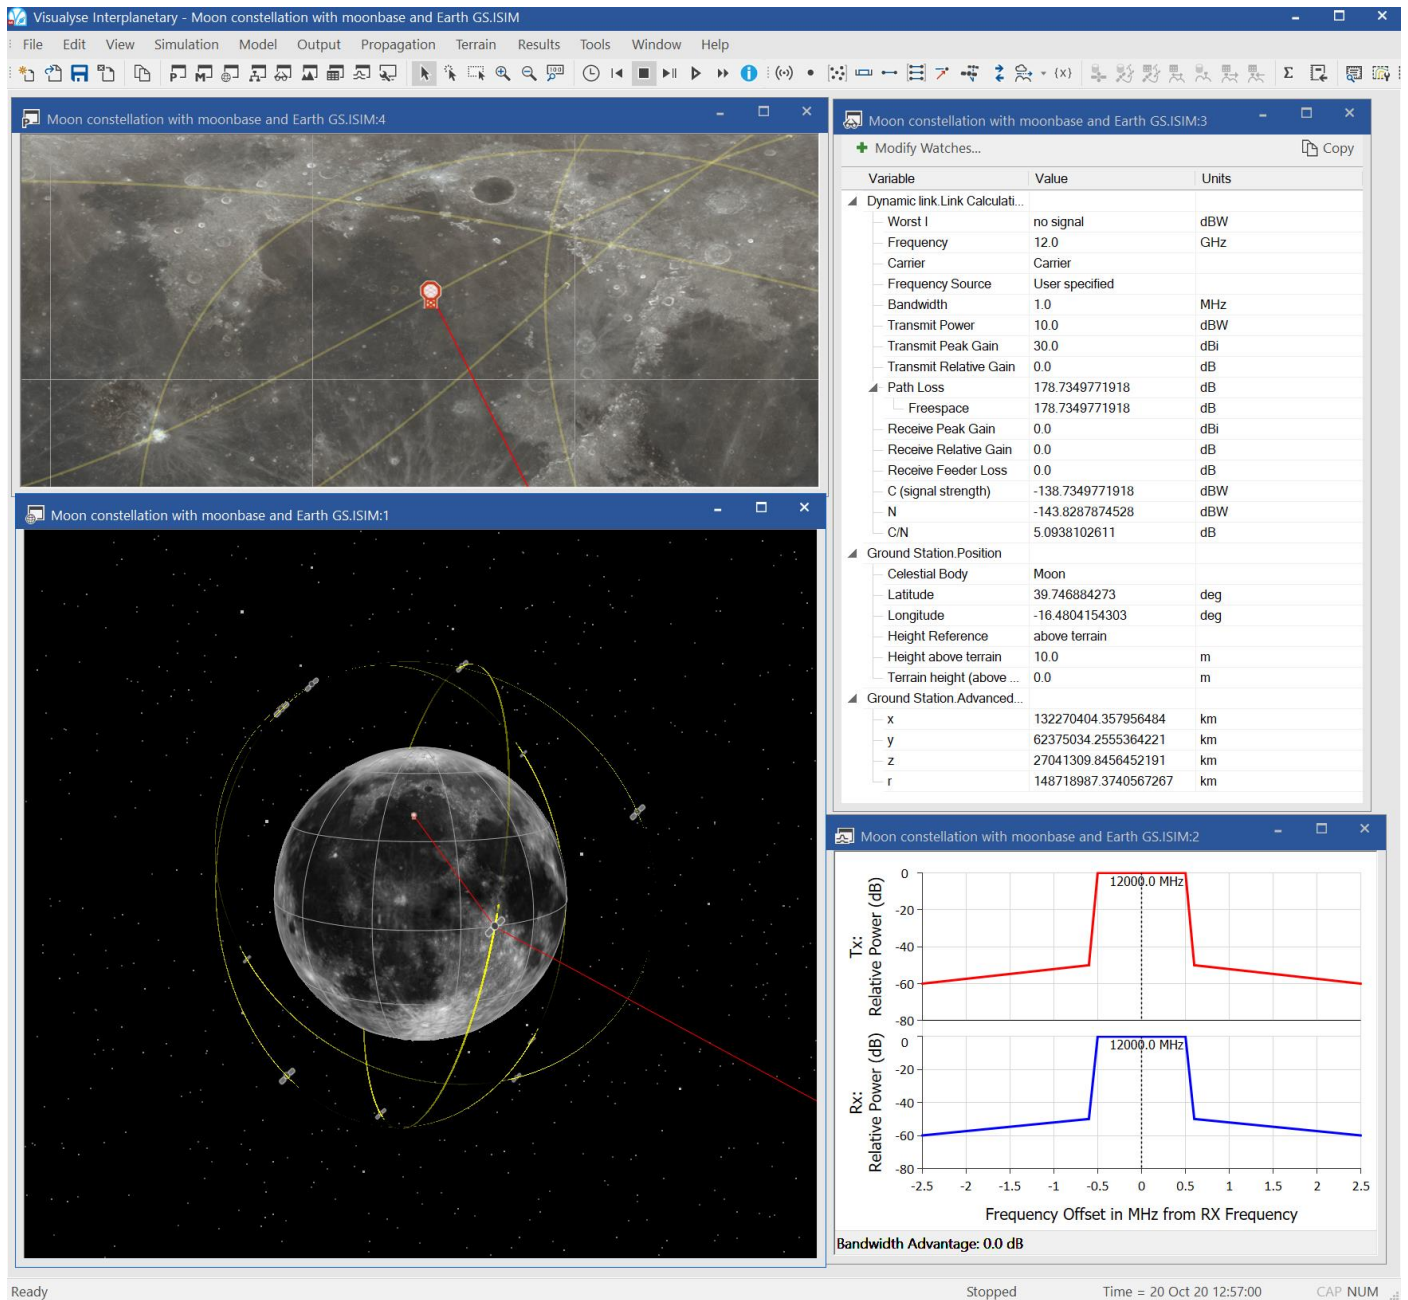 Visualyse Interplanetary - Moon constellation with moonbase and Earth GS.ISIM
File Edit View Simulation Model Output Propagation Terrain Results Tools Window Help
Moon constellation with moonbase and Earth GS.ISIM:4
Moon constellation with moonbase and Earth GS.ISIM:1
Moon constellation with moonbase and Earth GS.ISIM:3
Modify Watches... Copy
Variable Value Units
Dynamic link.Link Calculati...
Worst I no signal dBW
Frequency 12.0 GHz
Carrier Carrier
Frequency Source User specified
Bandwidth 1.0 MHz
Transmit Power 10.0 dBW
Transmit Peak Gain 30.0 dBi
Transmit Relative Gain 0.0 dB
Path Loss 178.7349771918 dB
Freespace 178.7349771918 dB
Receive Peak Gain 0.0 dBi
Receive Relative Gain 0.0 dB
Receive Feeder Loss 0.0 dB
C (signal strength) -138.7349771918 dBW
N -143.8287874528 dBW
C/N 5.0938102611 dB
Ground Station.Position
Celestial Body Moon
Latitude 39.746884273 deg
Longitude -16.4804154303 deg
Height Reference above terrain
Height above terrain 10.0 m
Terrain height (above ... 0.0 m
Ground Station.Advanced...
x 132270404.357956484 km
y 62375034.2555364221 km
z 27041309.8456452191 km
r 148718987.3740567267 km
Moon constellation with moonbase and Earth GS.ISIM:2
Tx:
Relative Power (dB)
0
-20
-40
-60
-80
12000.0 MHz
Rx:
Relative Power (dB)
0
-20
-40
-60
-80
12000.0 MHz
-2.5 -2 -1.5 -1 -0.5 0 0.5 1 1.5 2 2.5
Frequency Offset in MHz from RX Frequency
Bandwidth Advantage: 0.0 dB
Ready Stopped Time = 20 Oct 20 12:57:00 CAP NUM